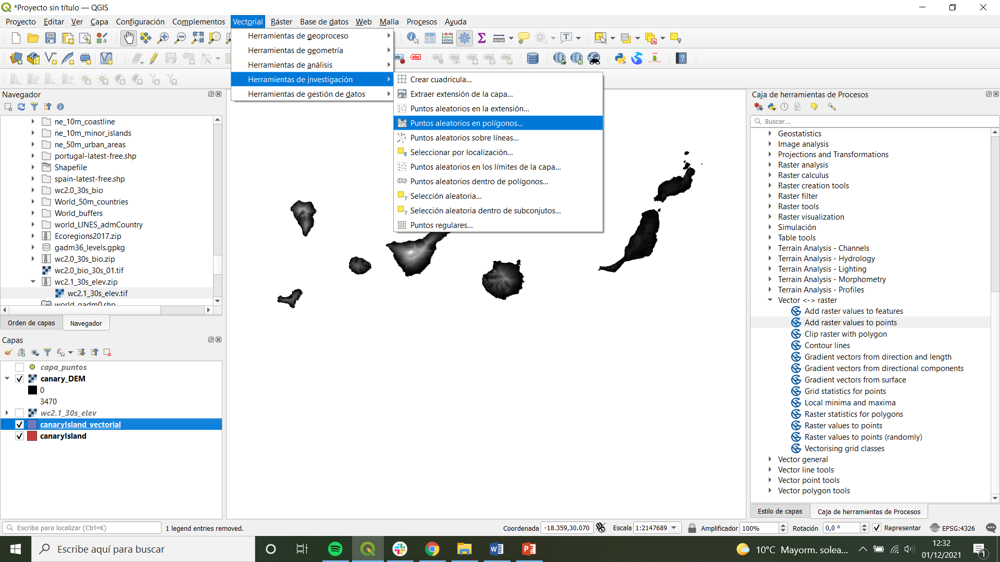 *Proyecto sin título — QGIS
Proyecto Editar Ver Capa Configuración Complementos Vectorial Ráster Base de datos Web Malla Procesos Ayuda
Herramientas de geoproceso
Herramientas de geometría
Herramientas de análisis
Herramientas de investigación
Herramientas de gestión de datos
Crear cuadricula...
Extraer extensión de la capa...
Puntos aleatorios en la extensión...
Puntos aleatorios en polígonos...
Puntos aleatorios sobre líneas...
Seleccionar por localización...
Puntos aleatorios en los límites de la capa...
Puntos aleatorios dentro de polígonos...
Selección aleatoria...
Selección aleatoria dentro de subconjutos...
Puntos regulares...
Navegador
ne_10m_coastline
ne_10m_minor_islands
ne_50m_urban_areas
portugal-latest-free.shp
Shapefile
spain-latest-free.shp
wc2.0_30s_bio
World_50m_countries
World_buffers
world_LINES_admCountry
Ecoregions2017.zip
gadm36_levels.gpkg
wc2.0_30s_bio.zip
wc2.0_bio_30s_01.tif
wc2.1_30s_elev.zip
wc2.1_30s_elev.tif
world_gadm0.shp
Orden de capas Navegador
Capas
capa_puntos
canary_DEM
0
3470
wc2.1_30s_elev
canaryIsland_vectorial
canaryIsland
Caja de herramientas de Procesos
Buscar...
Geostatistics
Image analysis
Projections and Transformations
Raster analysis
Raster calculus
Raster creation tools
Raster filter
Raster tools
Raster visualization
Simulación
Table tools
Terrain Analysis - Channels
Terrain Analysis - Hydrology
Terrain Analysis - Lighting
Terrain Analysis - Morphometry
Terrain Analysis - Profiles
Vector <-> raster
Add raster values to features
Add raster values to points
Clip raster with polygon
Contour lines
Gradient vectors from direction and length
Gradient vectors from directional components
Gradient vectors from surface
Grid statistics for points
Local minima and maxima
Raster statistics for polygons
Raster values to points
Raster values to points (randomly)
Vectorising grid classes
Vector general
Vector line tools
Vector point tools
Vector polygon tools
Estilo de capas Caja de herramientas de Procesos
Escriba para localizar (Ctrl+K) 1 legend entries removed. Coordenada -18.359,30.070 Escala 1:2147689 Amplificador 100% Rotación 0,0 ° Representar EPSG:4326
Escribe aquí para buscar
10°C Mayorm. solea...
12:32
01/12/2021
1